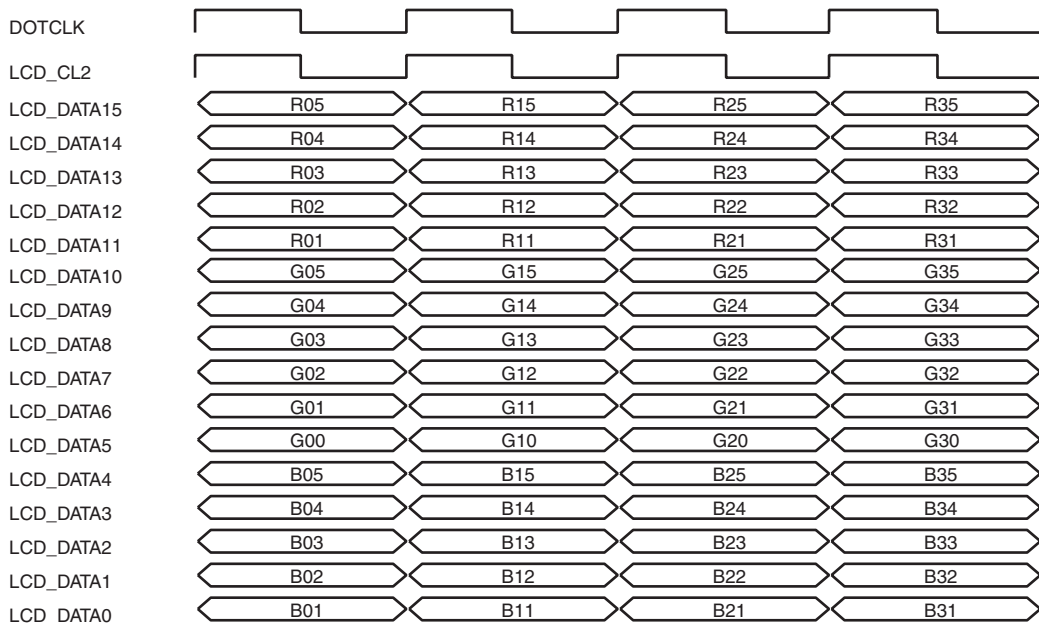 DOTCLK
LCD_CL2
LCD_DATA15 R05 R15 R25 R35
LCD_DATA14 R04 R14 R24 R34
LCD_DATA13 R03 R13 R23 R33
LCD_DATA12 R02 R12 R22 R32
LCD_DATA11 R01 R11 R21 R31
LCD_DATA10 G05 G15 G25 G35
LCD_DATA9 G04 G14 G24 G34
LCD_DATA8 G03 G13 G23 G33
LCD_DATA7 G02 G12 G22 G32
LCD_DATA6 G01 G11 G21 G31
LCD_DATA5 G00 G10 G20 G30
LCD_DATA4 B05 B15 B25 B35
LCD_DATA3 B04 B14 B24 B34
LCD_DATA2 B03 B13 B23 B33
LCD_DATA1 B02 B12 B22 B32
LCD_DATA0 B01 B11 B21 B31